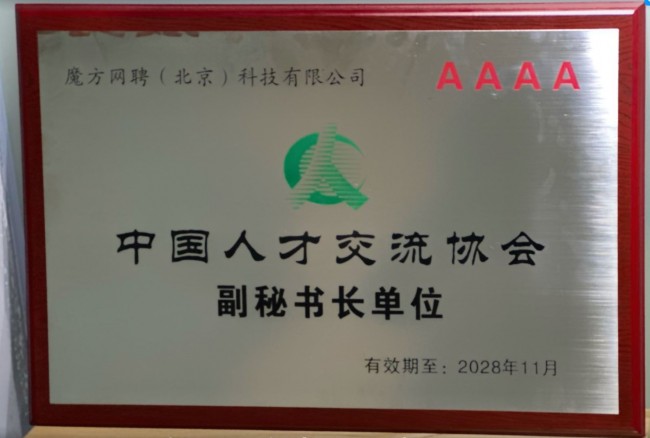 魔方网聘（北京）科技有限公司
AAAA
中国人才交流协会
副秘书长单位
有效期至：2028年11月